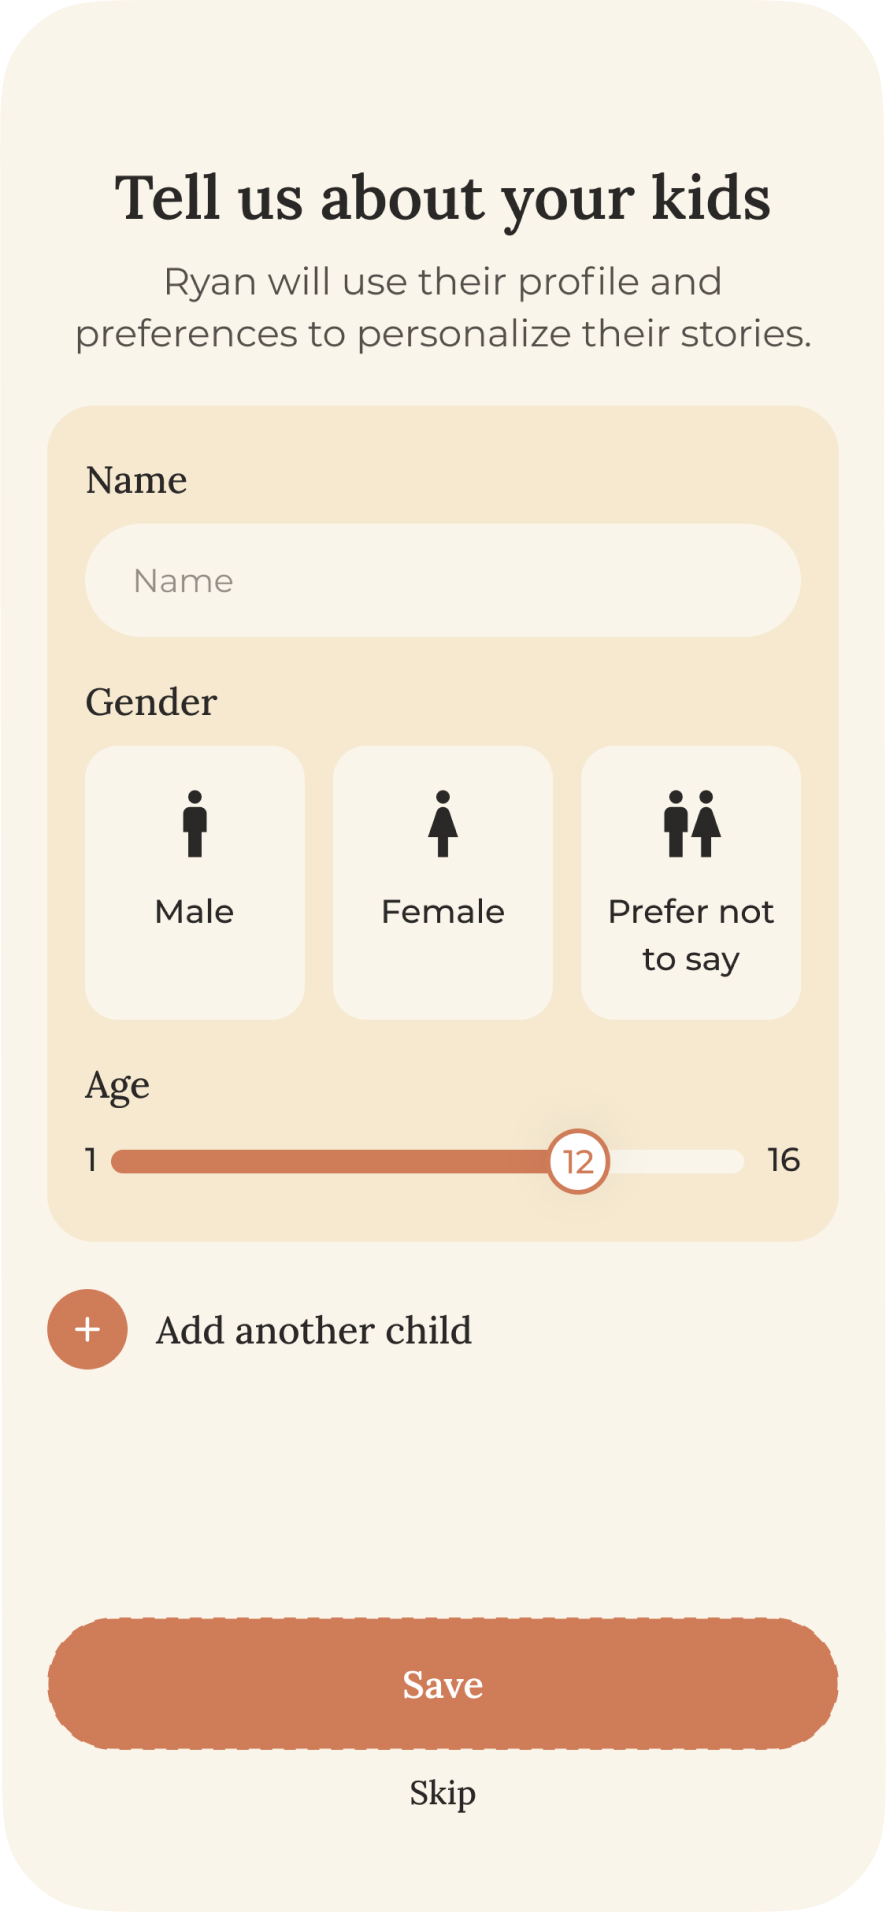 Tell us about your kids
Ryan will use their profile and
preferences to personalize their stories.
Name
Name
Gender
Male
Female
Prefer not
to say
Age
1
12
16
+
Add another child
Save
Skip